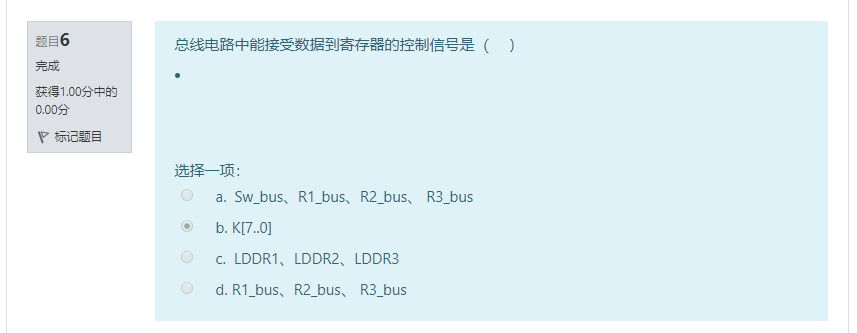 题目6
完成
获得1.00分中的
0.00分
标记题目
总线电路中能接受数据到寄存器的控制信号是（ ）
•
选择一项：
a. Sw_bus、R1_bus、R2_bus、 R3_bus
b. K[7..0]
c. LDDR1、LDDR2、LDDR3
d. R1_bus、R2_bus、 R3_bus